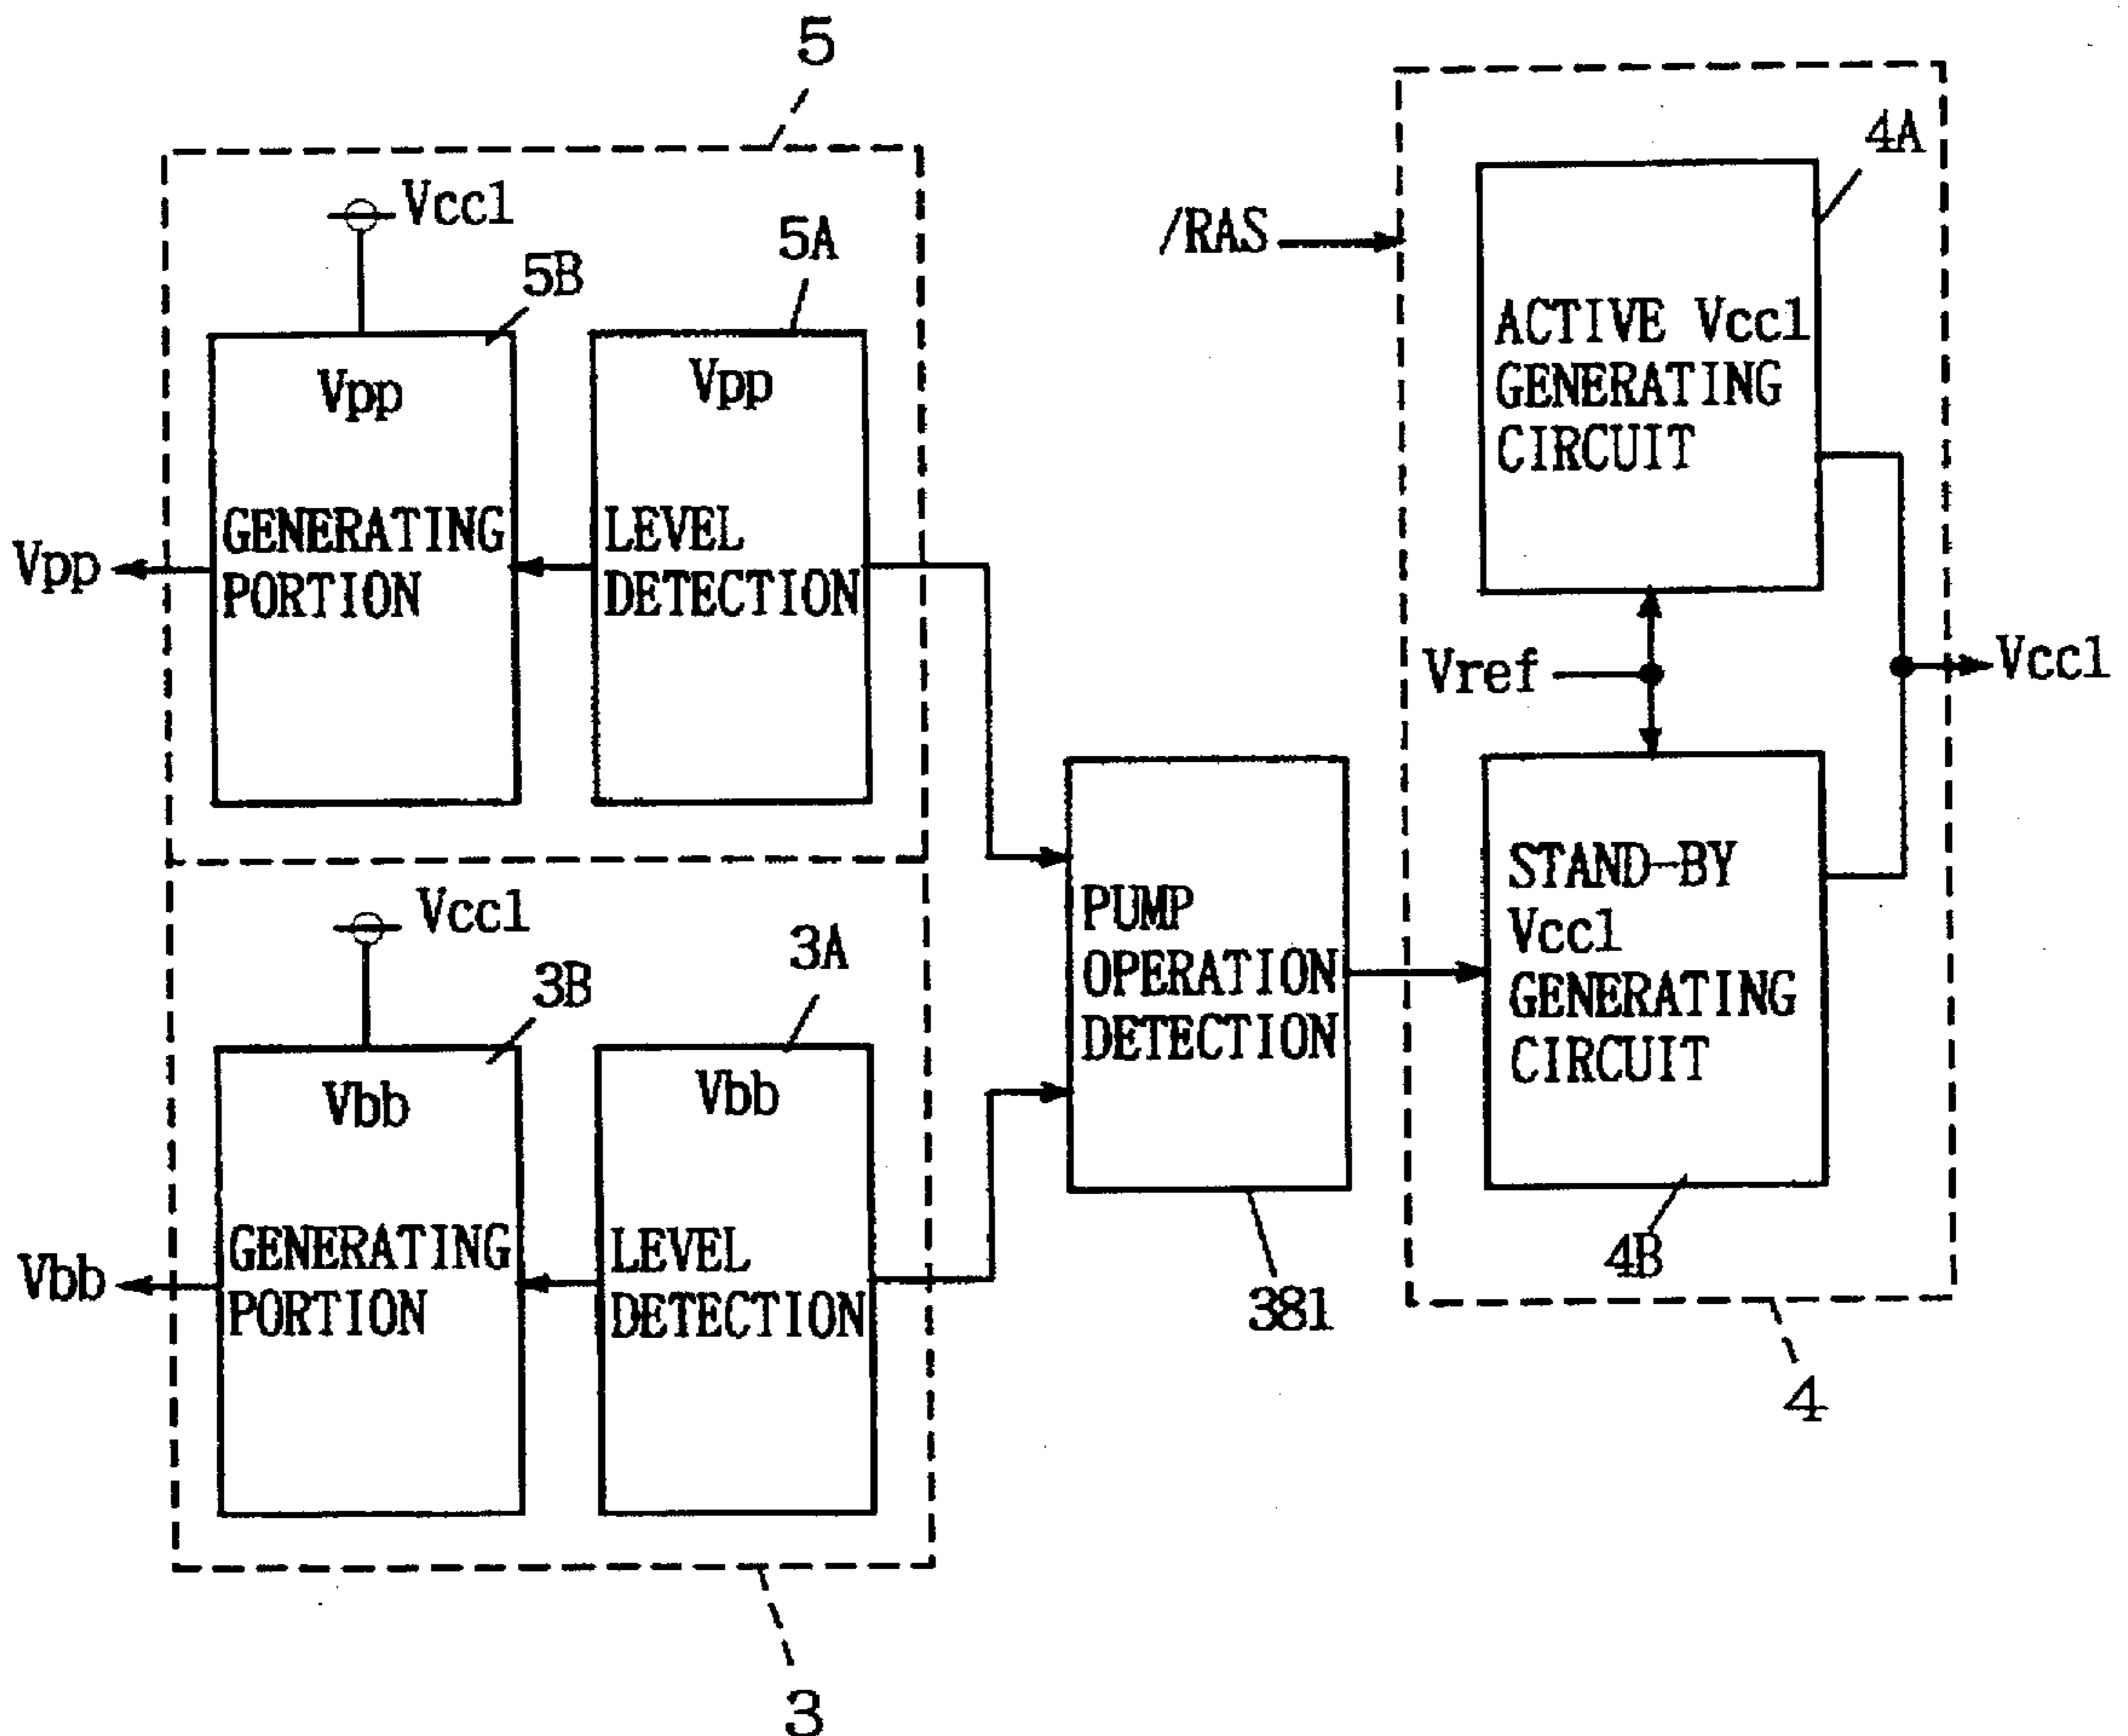 5
Vcc1
5A
5B
Vpp
GENERATING
PORTION
Vpp
LEVEL
DETECTION
Vpp
Vcc1
3A
3B
Vbb
GENERATING
PORTION
Vbb
LEVEL
DETECTION
Vbb
3
PUMP
OPERATION
DETECTION
381
/RAS
4A
ACTIVE Vcc1
GENERATING
CIRCUIT
Vref
Vcc1
STAND-BY
Vcc1
GENERATING
CIRCUIT
4B
4